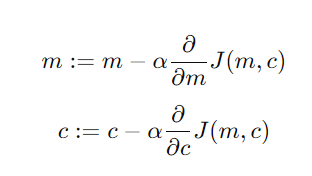 m := m − α ∂/∂m J(m, c)
c := c − α ∂/∂c J(m, c)